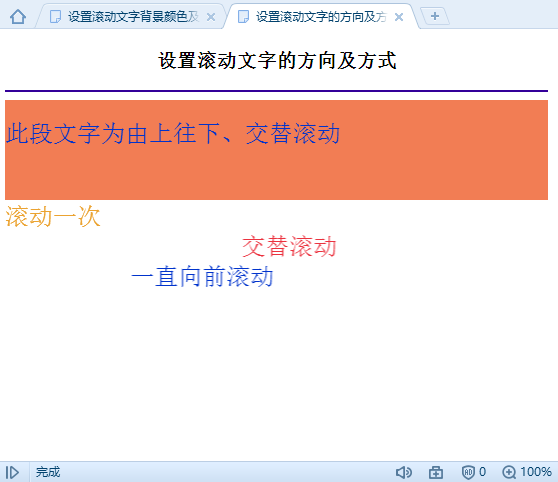 设置滚动文字背景颜色及
设置滚动文字的方向及方
设置滚动文字的方向及方式
此段文字为由上往下、交替滚动
滚动一次
交替滚动
一直向前滚动
完成
AD 0
100%